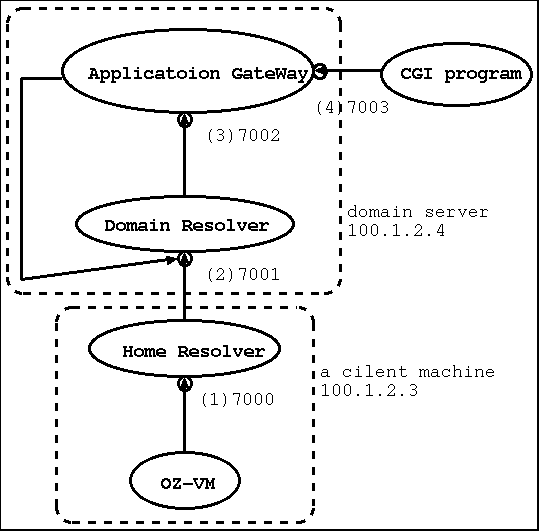 Applicatoion GateWay
CGI program
(4)7003
(3)7002
domain server
100.1.2.4
Domain Resolver
(2)7001
Home Resolver
a cilent machine
100.1.2.3
(1)7000
OZ-VM